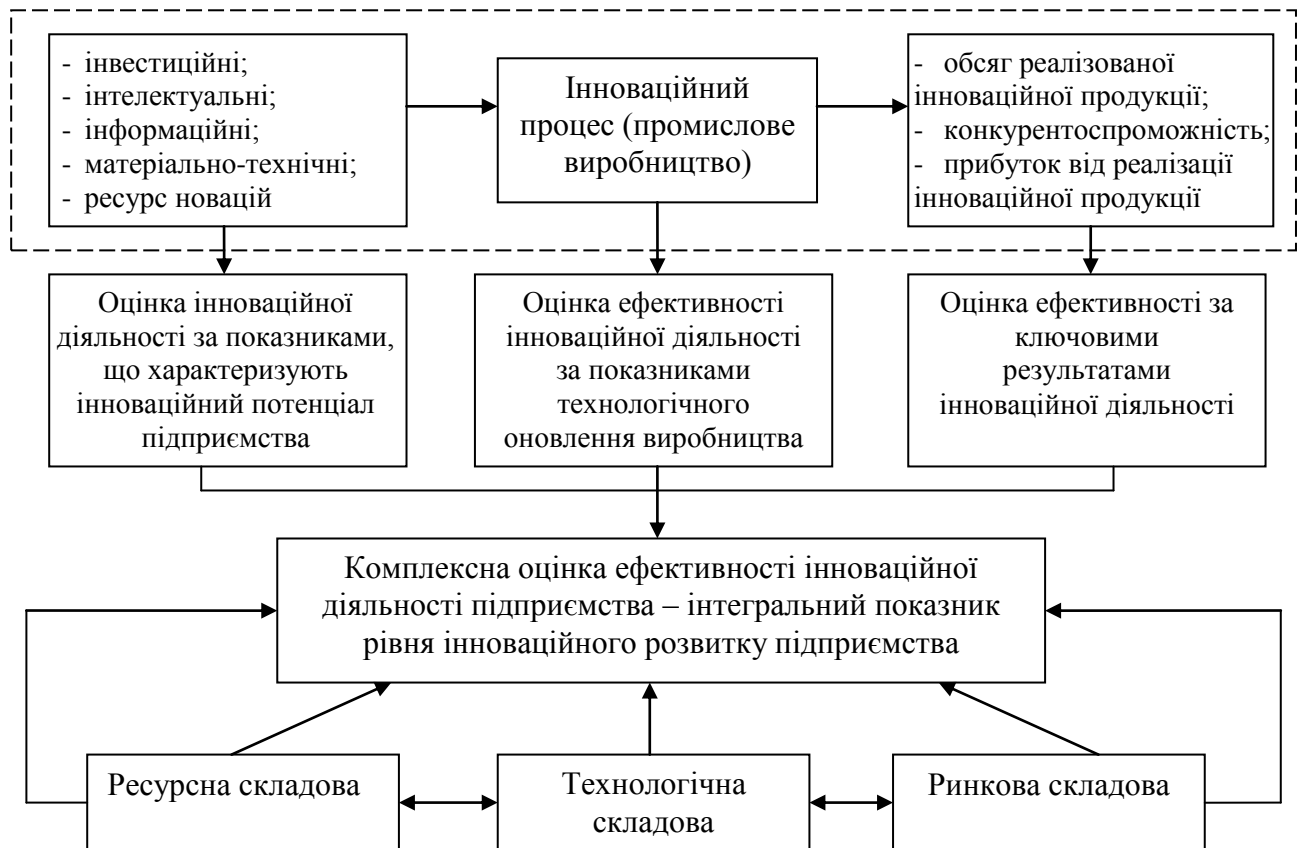 - інвестиційні;
- інтелектуальні;
- інформаційні;
- матеріально-технічні;
- ресурс новацій
Інноваційний
процес (промислове
виробництво)
- обсяг реалізованої
інноваційної продукції;
- конкурентоспроможність;
- прибуток від реалізації
інноваційної продукції
Оцінка інноваційної
діяльності за показниками,
що характеризують
інноваційний потенціал
підприємства
Оцінка ефективності
інноваційної діяльності
за показниками
технологічного
оновлення виробництва
Оцінка ефективності за
ключовими
результатами
інноваційної діяльності
Комплексна оцінка ефективності інноваційної
діяльності підприємства – інтегральний показник
рівня інноваційного розвитку підприємства
Ресурсна складова
Технологічна
складова
Ринкова складова